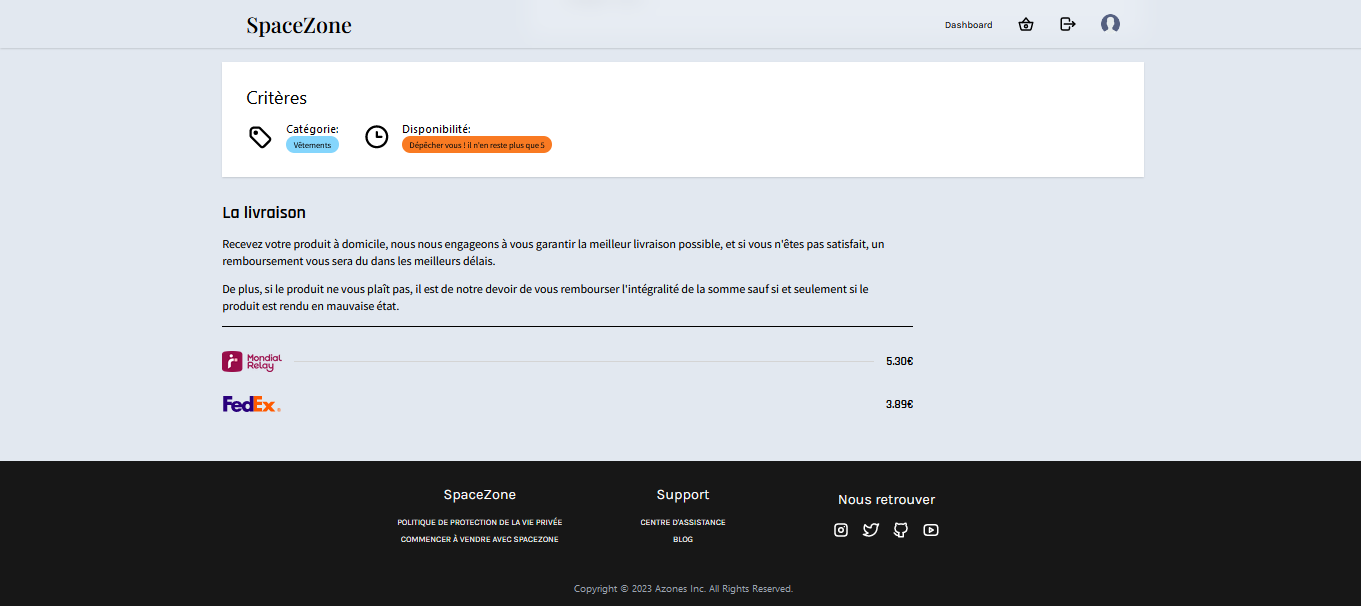 SpaceZone
Dashboard
Critères
Catégorie:
Vêtements
Disponibilité:
Dépêcher vous ! il n'en reste plus que 5
La livraison
Recevez votre produit à domicile, nous nous engageons à vous garantir la meilleur livraison possible, et si vous n'êtes pas satisfait, un
remboursement vous sera du dans les meilleurs délais.
De plus, si le produit ne vous plaît pas, il est de notre devoir de vous rembourser l'intégralité de la somme sauf si et seulement si le
produit est rendu en mauvaise état.
Mondial
Relay
5.30€
FedEx
3.89€
SpaceZone
POLITIQUE DE PROTECTION DE LA VIE PRIVÉE
COMMENCER À VENDRE AVEC SPACEZONE
Support
CENTRE D'ASSISTANCE
BLOG
Nous retrouver
Copyright © 2023 Azones Inc. All Rights Reserved.